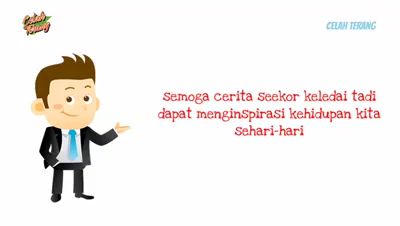 Celah
Terang
CELAH TERANG
semoga cerita seekor keledai tadi
dapat menginspirasi kehidupan kita
sehari-hari